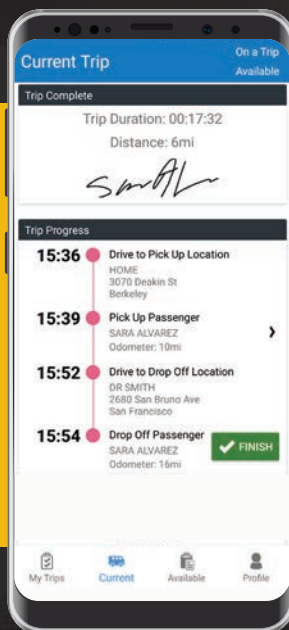 Current Trip
On a Trip
Available
Trip Complete
Trip Duration: 00:17:32
Distance: 6mi
Trip Progress
15:36 Drive to Pick Up Location
HOME
3070 Deakin St
Berkeley
15:39 Pick Up Passenger
SARA ALVAREZ
Odometer: 10mi
15:52 Drive to Drop Off Location
DR SMITH
2680 San Bruno Ave
San Francisco
15:54 Drop Off Passenger
SARA ALVAREZ
Odometer: 16mi
FINISH
My Trips Current Available Profile